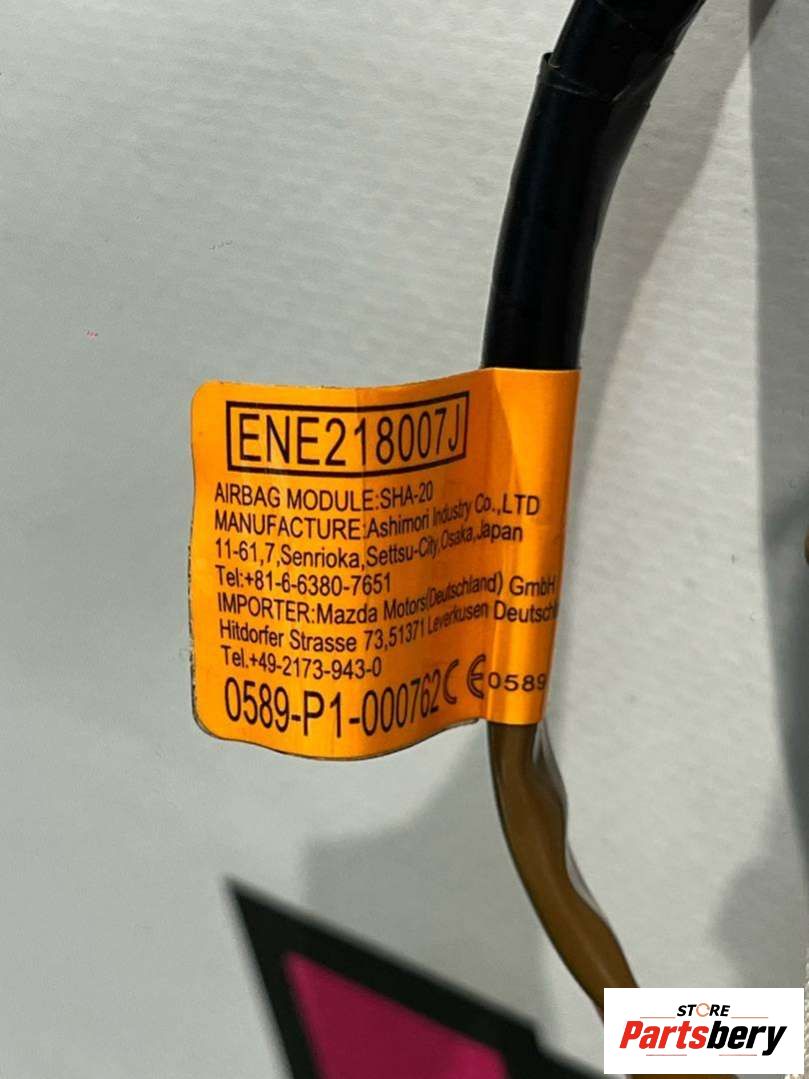 ENE218007J
AIRBAG MODULE:SHA-20
MANUFACTURE:Ashimori Industry Co.,LTD
11-61,7,Senrioka,Settsu-City,Osaka,Japan
Tel:+81-6-6380-7651
IMPORTER:Mazda Motors(Deutschland) GmbH
Hitdorfer Strasse 73,51371 Leverkusen Deutschl
Tel.+49-2173-943-0
0589-P1-000762 CE 0589
STORE
Partsbery